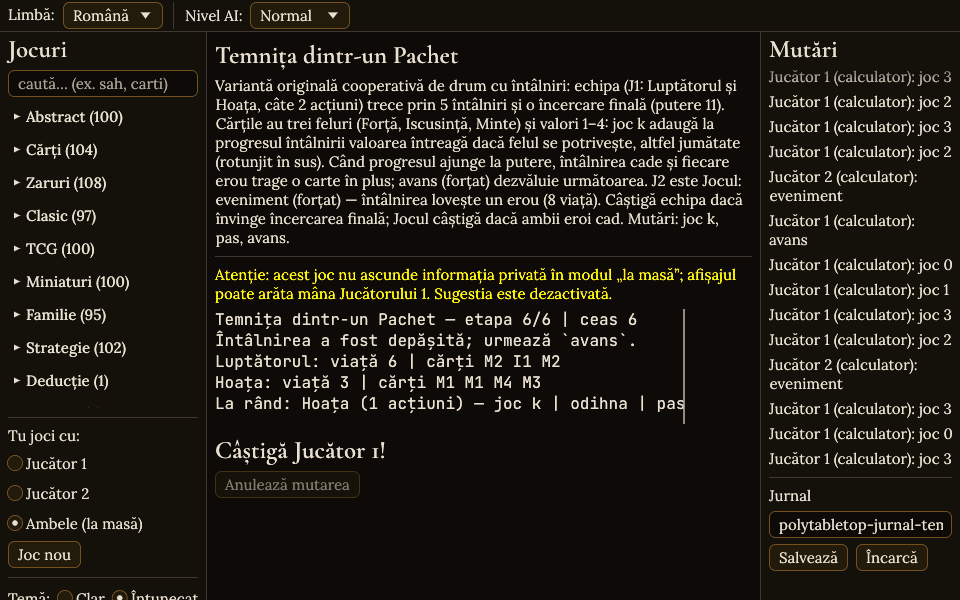 Limbă: Română ▼ Nivel AI: Normal ▼
Jocuri
caută... (ex. sah, carti)
▸ Abstract (100)
▸ Cărți (104)
▸ Zaruri (108)
▸ Clasic (97)
▸ TCG (100)
▸ Miniaturi (100)
▸ Familie (95)
▸ Strategie (102)
▸ Deducție (1)
Tu joci cu:
Jucător 1
Jucător 2
Ambele (la masă)
Joc nou
Temă: Clar Întunecat
Temnița dintr-un Pachet
Variantă originală cooperativă de drum cu întâlniri: echipa (J1: Luptătorul și
Hoața, câte 2 acțiuni) trece prin 5 întâlniri și o încercare finală (putere 11).
Cărțile au trei feluri (Forță, Iscusință, Minte) și valori 1–4: joc k adaugă la
progresul întâlnirii valoarea întreagă dacă felul se potrivește, altfel jumătate
(rotunjit în sus). Când progresul ajunge la putere, întâlnirea cade și fiecare
erou trage o carte în plus; avans (forțat) dezvăluie următoarea. J2 este Jocul:
eveniment (forțat) — întâlnirea lovește un erou (8 viață). Câștigă echipa dacă
învinge încercarea finală; Jocul câștigă dacă ambii eroi cad. Mutări: joc k,
pas, avans.
Atenție: acest joc nu ascunde informația privată în modul „la masă”; afișajul
poate arăta mâna Jucătorului 1. Sugestia este dezactivată.
Temnița dintr-un Pachet — etapa 6/6 | ceas 6
Întâlnirea a fost depășită; urmează `avans`.
Luptătorul: viață 6 | cărți M2 I1 M2
Hoața: viață 3 | cărți M1 M1 M4 M3
La rând: Hoața (1 acțiuni) — joc k | odihna | pas
Câștigă Jucător 1!
Anulează mutarea
Mutări
Jucător 1 (calculator): joc 3
Jucător 1 (calculator): joc 2
Jucător 1 (calculator): joc 3
Jucător 1 (calculator): joc 2
Jucător 2 (calculator):
eveniment
Jucător 1 (calculator):
avans
Jucător 1 (calculator): joc 0
Jucător 1 (calculator): joc 1
Jucător 1 (calculator): joc 3
Jucător 1 (calculator): joc 2
Jucător 2 (calculator):
eveniment
Jucător 1 (calculator): joc 3
Jucător 1 (calculator): joc 0
Jucător 1 (calculator): joc 3
Jurnal
polytabletop-jurnal-ten
Salvează Încarcă